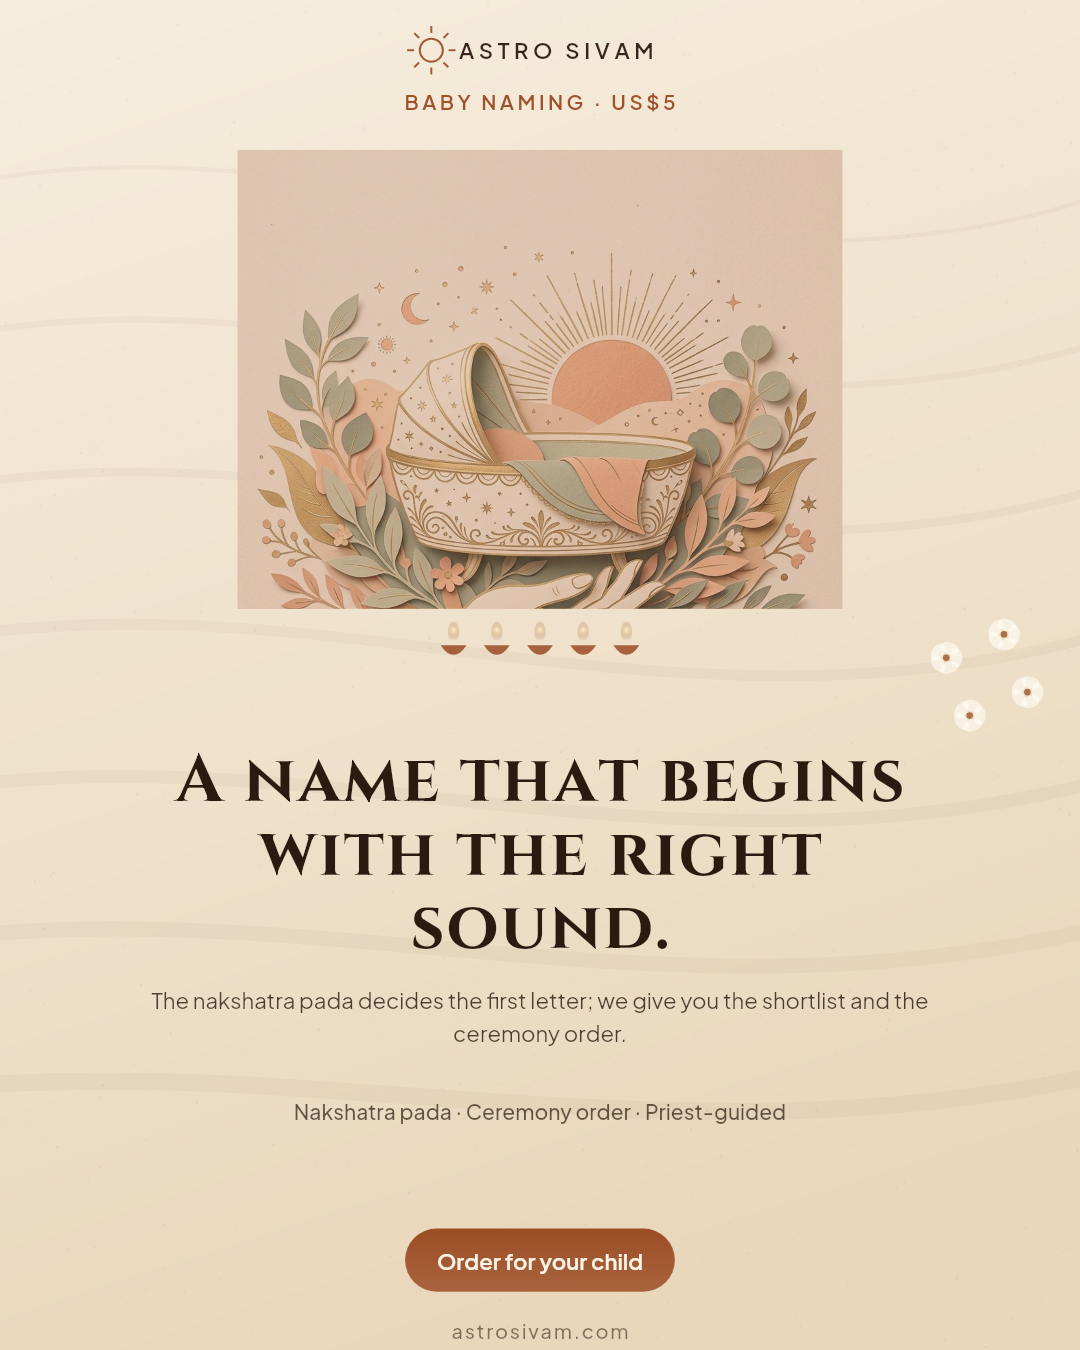 ASTRO SIVAM
BABY NAMING · US$5
A NAME THAT BEGINS
WITH THE RIGHT
SOUND.
The nakshatra pada decides the first letter; we give you the shortlist and the
ceremony order.
Nakshatra pada · Ceremony order · Priest-guided
Order for your child
astrosivam.com